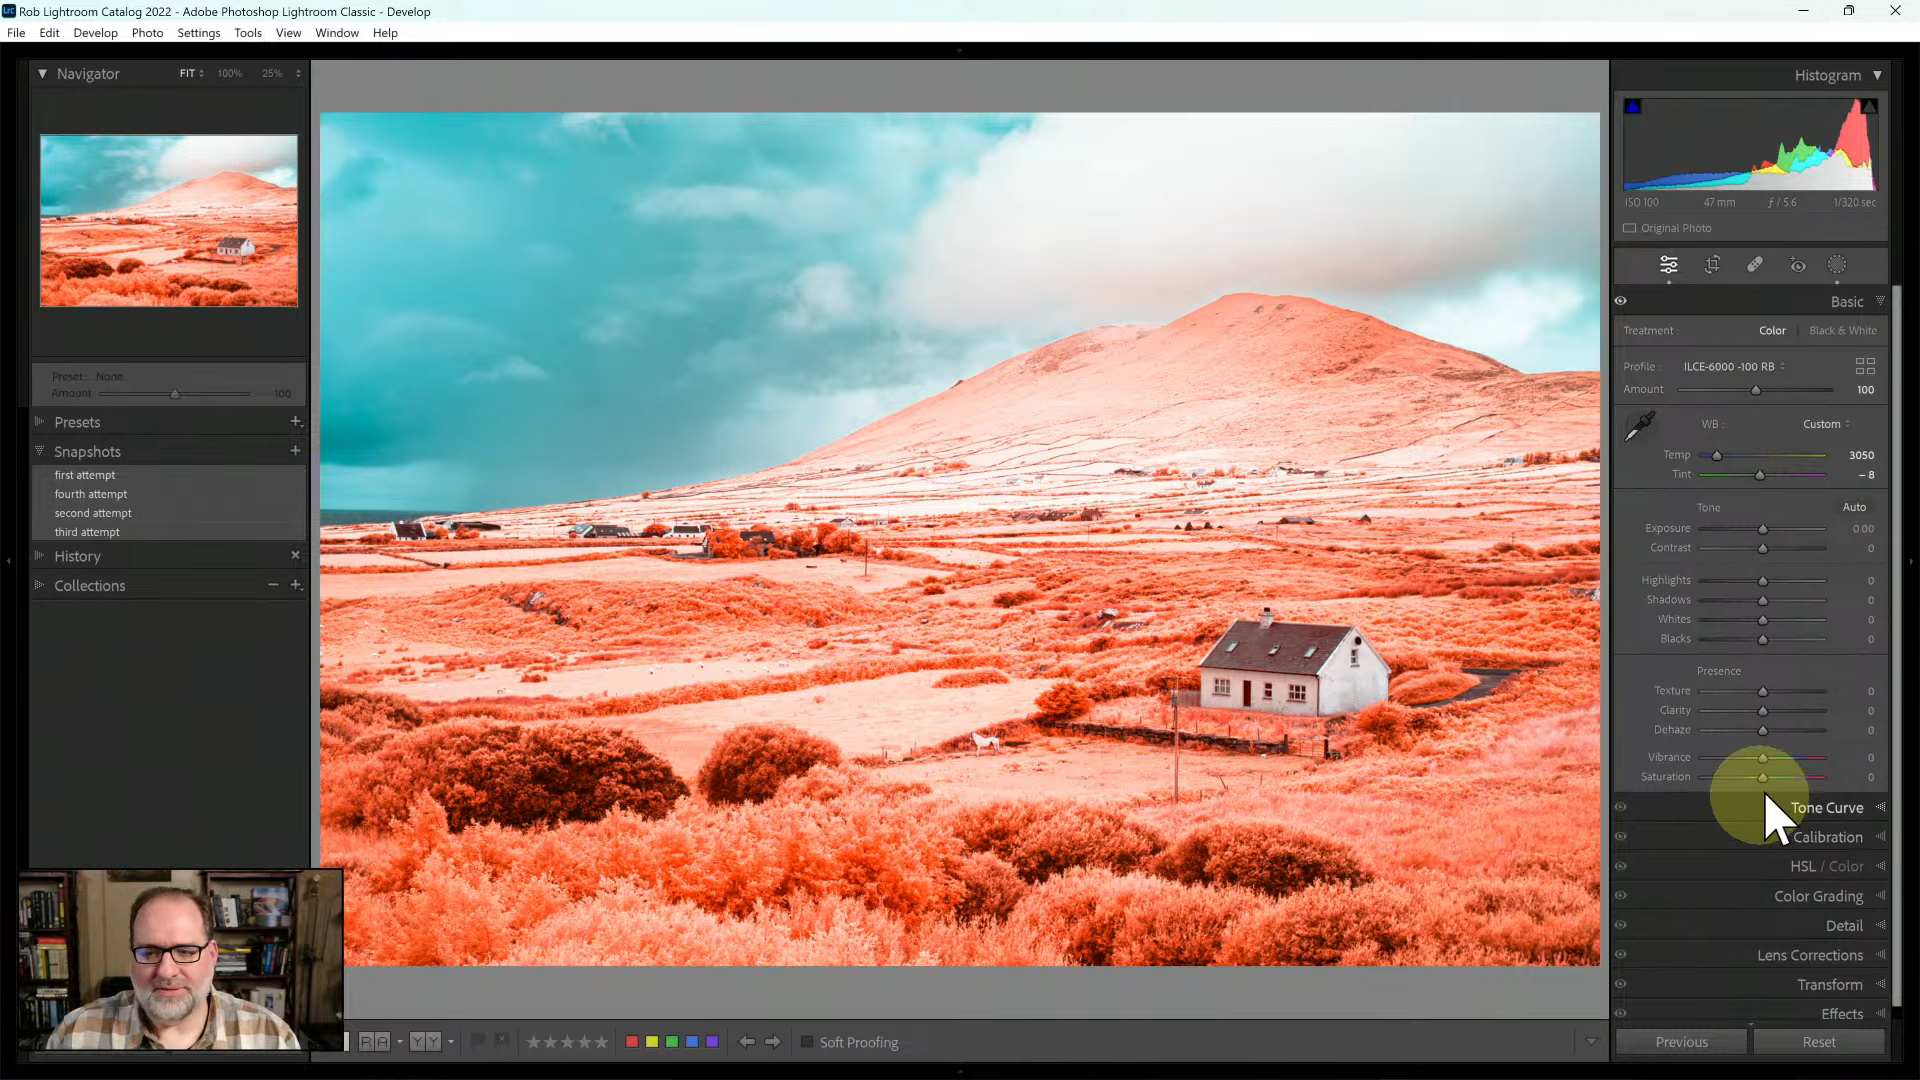 Rob Lightroom Catalog 2022 - Adobe Photoshop Lightroom Classic - Develop
File Edit Develop Photo Settings Tools View Window Help
Navigator FIT 100% 25%
Preset : None
Amount 100
Presets
Snapshots
first attempt
fourth attempt
second attempt
third attempt
History
Collections
RA YY Soft Proofing
Histogram
ISO 100 47 mm ƒ / 5.6 1/320 sec
Original Photo
Basic
Treatment : Color Black & White
Profile : ILCE-6000 -100 RB
Amount 100
WB : Custom
Temp 3050
Tint – 8
Tone Auto
Exposure 0.00
Contrast 0
Highlights 0
Shadows 0
Whites 0
Blacks 0
Presence
Texture 0
Clarity 0
Dehaze 0
Vibrance 0
Saturation 0
Tone Curve
Calibration
HSL / Color
Color Grading
Detail
Lens Corrections
Transform
Effects
Previous Reset